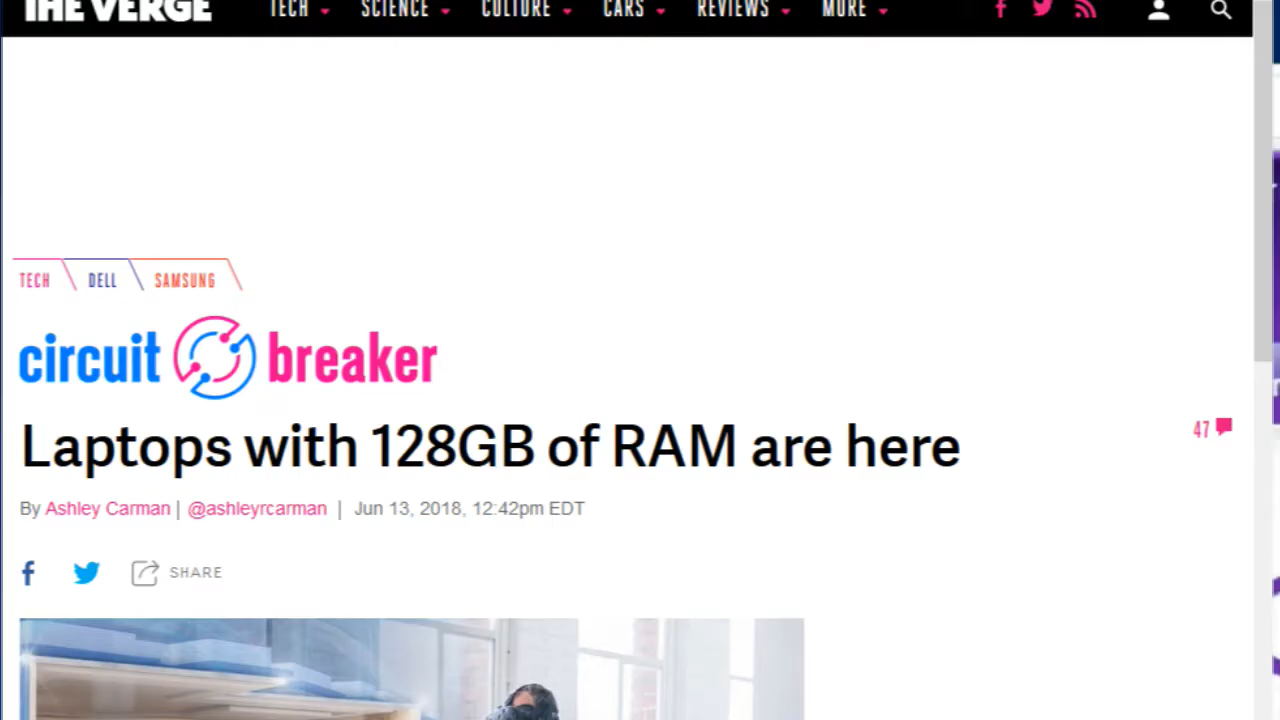 THE VERGE TECH SCIENCE CULTURE CARS REVIEWS MORE
TECH DELL SAMSUNG
circuit breaker
Laptops with 128GB of RAM are here
47
By Ashley Carman | @ashleyrcarman | Jun 13, 2018, 12:42pm EDT
SHARE